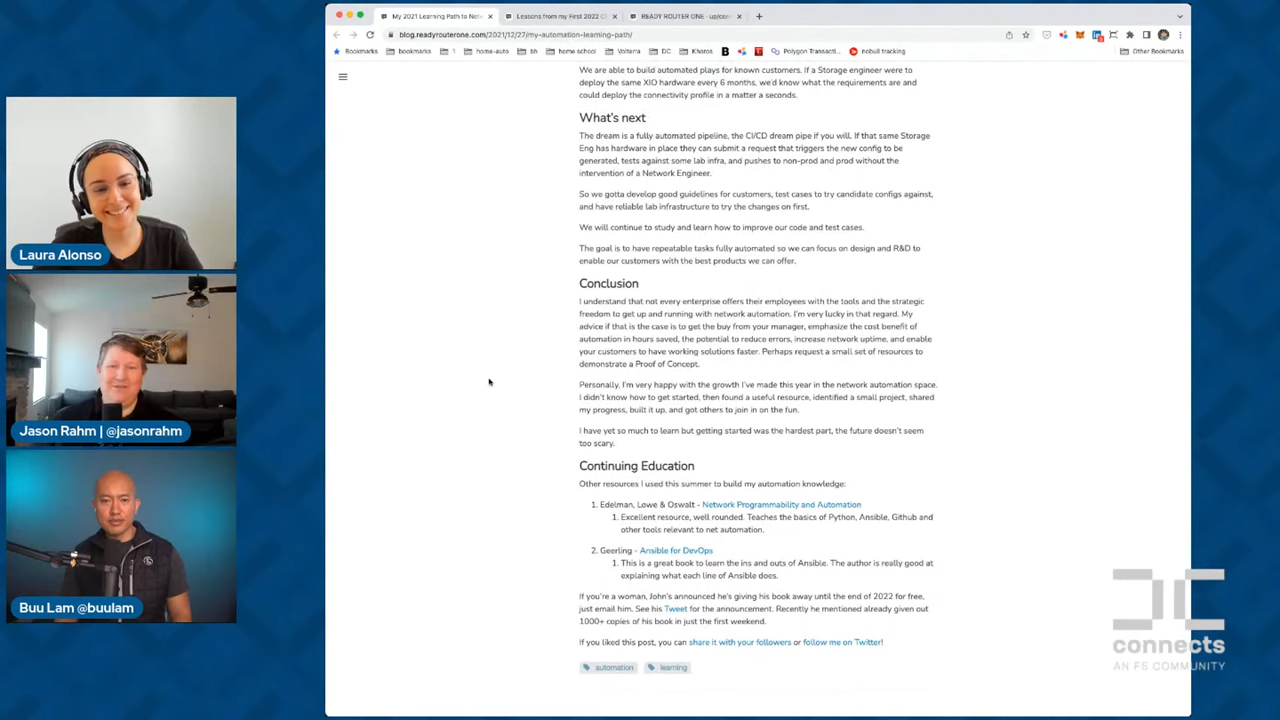 My 2021 Learning Path to Net
Lessons from my First 2022 C
READY ROUTER ONE - up/con
blog.readyrouterone.com/2021/12/27/my-automation-learning-path/
Bookmarks
bookmarks
1
home-auto
bh
home school
Volterra
DC
Khoros
Polygon Transacti...
nobull tracking
Other Bookmarks
We are able to build automated plays for known customers. If a Storage engineer were to
deploy the same XIO hardware every 6 months, we'd know what the requirements are and
could deploy the connectivity profile in a matter a seconds.
What's next
The dream is a fully automated pipeline, the CI/CD dream pipe if you will. If that same Storage
Eng has hardware in place they can submit a request that triggers the new config to be
generated, tests against some lab infra, and pushes to non-prod and prod without the
intervention of a Network Engineer.
So we gotta develop good guidelines for customers, test cases to try candidate configs against,
and have reliable lab infrastructure to try the changes on first.
We will continue to study and learn how to improve our code and test cases.
The goal is to have repeatable tasks fully automated so we can focus on design and R&D to
enable our customers with the best products we can offer.
Conclusion
I understand that not every enterprise offers their employees with the tools and the strategic
freedom to get up and running with network automation. I'm very lucky in that regard. My
advice if that is the case is to get the buy from your manager, emphasize the cost benefit of
automation in hours saved, the potential to reduce errors, increase network uptime, and enable
your customers to have working solutions faster. Perhaps request a small set of resources to
demonstrate a Proof of Concept.
Personally, I'm very happy with the growth I've made this year in the network automation space.
I didn't know how to get started, then found a useful resource, identified a small project, shared
my progress, built it up, and got others to join in on the fun.
I have yet so much to learn but getting started was the hardest part, the future doesn't seem
too scary.
Continuing Education
Other resources I used this summer to build my automation knowledge:
1. Edelman, Lowe & Oswalt - Network Programmability and Automation
1. Excellent resource, well rounded. Teaches the basics of Python, Ansible, Github and
other tools relevant to net automation.
2. Geerling - Ansible for DevOps
1. This is a great book to learn the ins and outs of Ansible. The author is really good at
explaining what each line of Ansible does.
If you're a woman, John's announced he's giving his book away until the end of 2022 for free,
just email him. See his Tweet for the announcement. Recently he mentioned already given out
1000+ copies of his book in just the first weekend.
If you liked this post, you can share it with your followers or follow me on Twitter!
automation
learning
Laura Alonso
Jason Rahm | @jasonrahm
Buu Lam @buulam
connects
AN F5 COMMUNITY